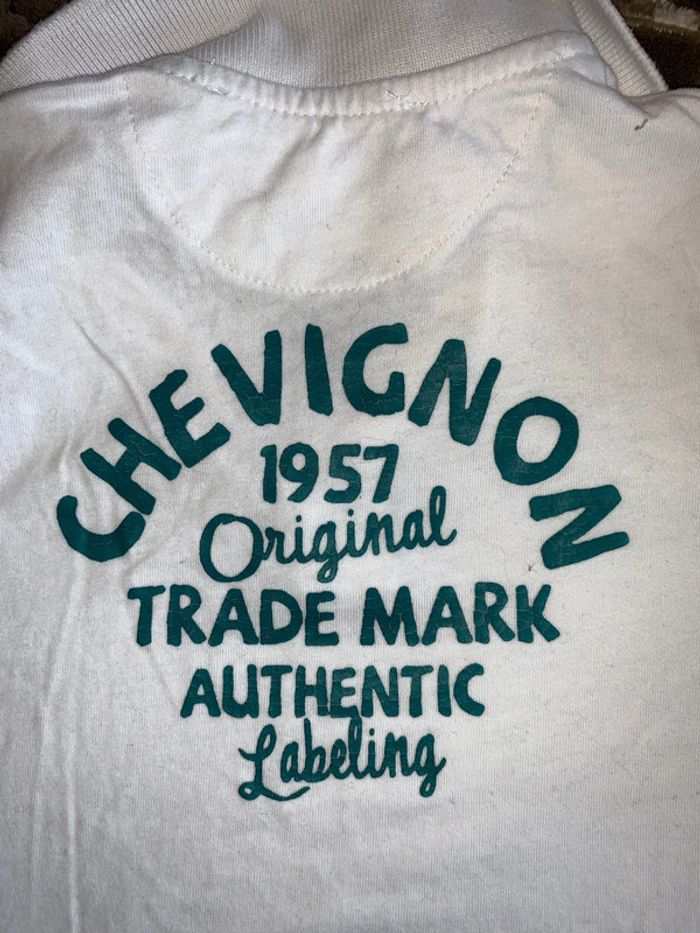 CHEVIGNON
1957
Original
TRADE MARK
AUTHENTIC
Labeling